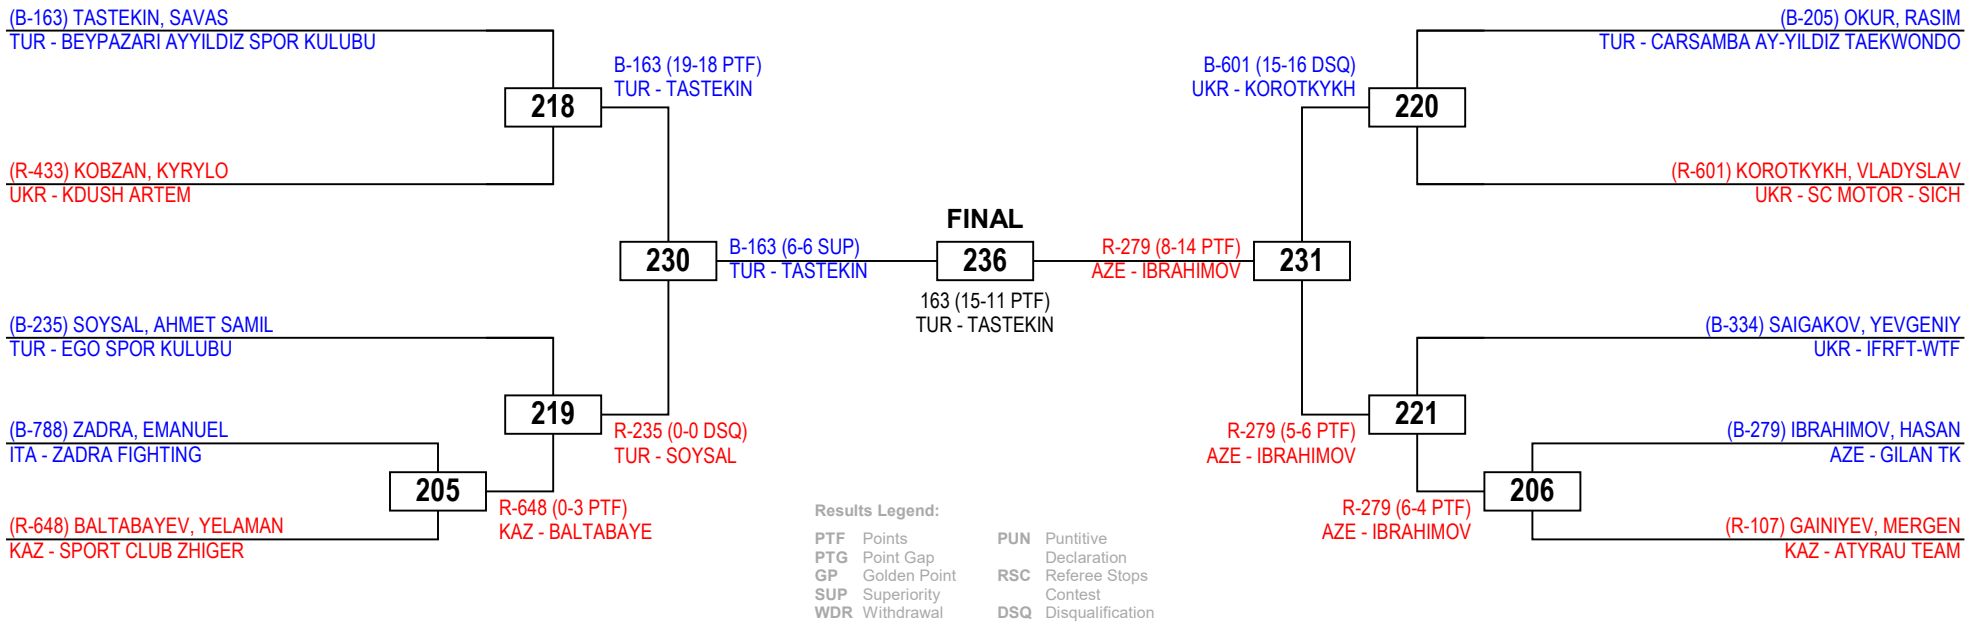 (B-163) TASTEKIN, SAVAS
TUR - BEYPAZARI AYYILDIZ SPOR KULUBU
B-163 (19-18 PTF)
TUR - TASTEKIN
218
(R-433) KOBZAN, KYRYLO
UKR - KDUSH ARTEM
230
B-163 (6-6 SUP)
TUR - TASTEKIN
(B-235) SOYSAL, AHMET SAMIL
TUR - EGO SPOR KULUBU
219
R-235 (0-0 DSQ)
TUR - SOYSAL
(B-788) ZADRA, EMANUEL
ITA - ZADRA FIGHTING
205
R-648 (0-3 PTF)
KAZ - BALTABAYE
(R-648) BALTABAYEV, YELAMAN
KAZ - SPORT CLUB ZHIGER
FINAL
236
163 (15-11 PTF)
TUR - TASTEKIN
(B-205) OKUR, RASIM
TUR - CARSAMBA AY-YILDIZ TAEKWONDO
B-601 (15-16 DSQ)
UKR - KOROTKYKH
220
(R-601) KOROTKYKH, VLADYSLAV
UKR - SC MOTOR - SICH
R-279 (8-14 PTF)
AZE - IBRAHIMOV
231
(B-334) SAIGAKOV, YEVGENIY
UKR - IFRFT-WTF
221
R-279 (5-6 PTF)
AZE - IBRAHIMOV
(B-279) IBRAHIMOV, HASAN
AZE - GILAN TK
206
R-279 (6-4 PTF)
AZE - IBRAHIMOV
(R-107) GAINIYEV, MERGEN
KAZ - ATYRAU TEAM
Results Legend:
PTF Points
PTG Point Gap
GP Golden Point
SUP Superiority
WDR Withdrawal
PUN Puntitive
Declaration
RSC Referee Stops
Contest
DSQ Disqualification